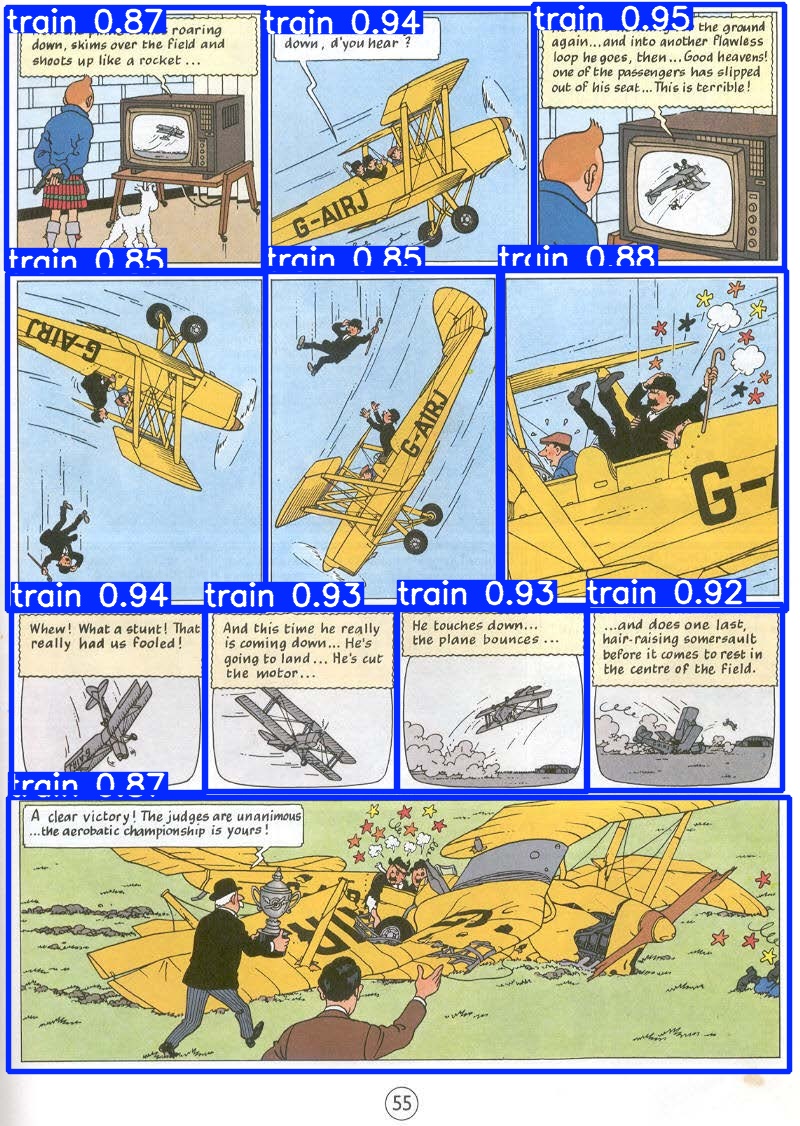 train 0.87
roaring
down, skims over the field and
shoots up like a rocket ...
train 0.94
down, d'you hear ?
G-AIRJ
train 0.95
the ground
again...and into another flawless
loop he goes, then...Good heavens!
one of the passengers has slipped
out of his seat...This is terrible!
train 0.85
G-AIRJ
train 0.85
G-AIRJ
train 0.88
G-
train 0.94
Whew! What a stunt! That
really had us fooled!
train 0.93
And this time he really
is coming down... He's
going to land... He's cut
the motor...
train 0.93
He touches down...
the plane bounces ...
train 0.92
...and does one last,
hair-raising somersault
before it comes to rest in
the centre of the field.
train 0.87
A clear victory! The judges are unanimous
...the aerobatic championship is yours!
55